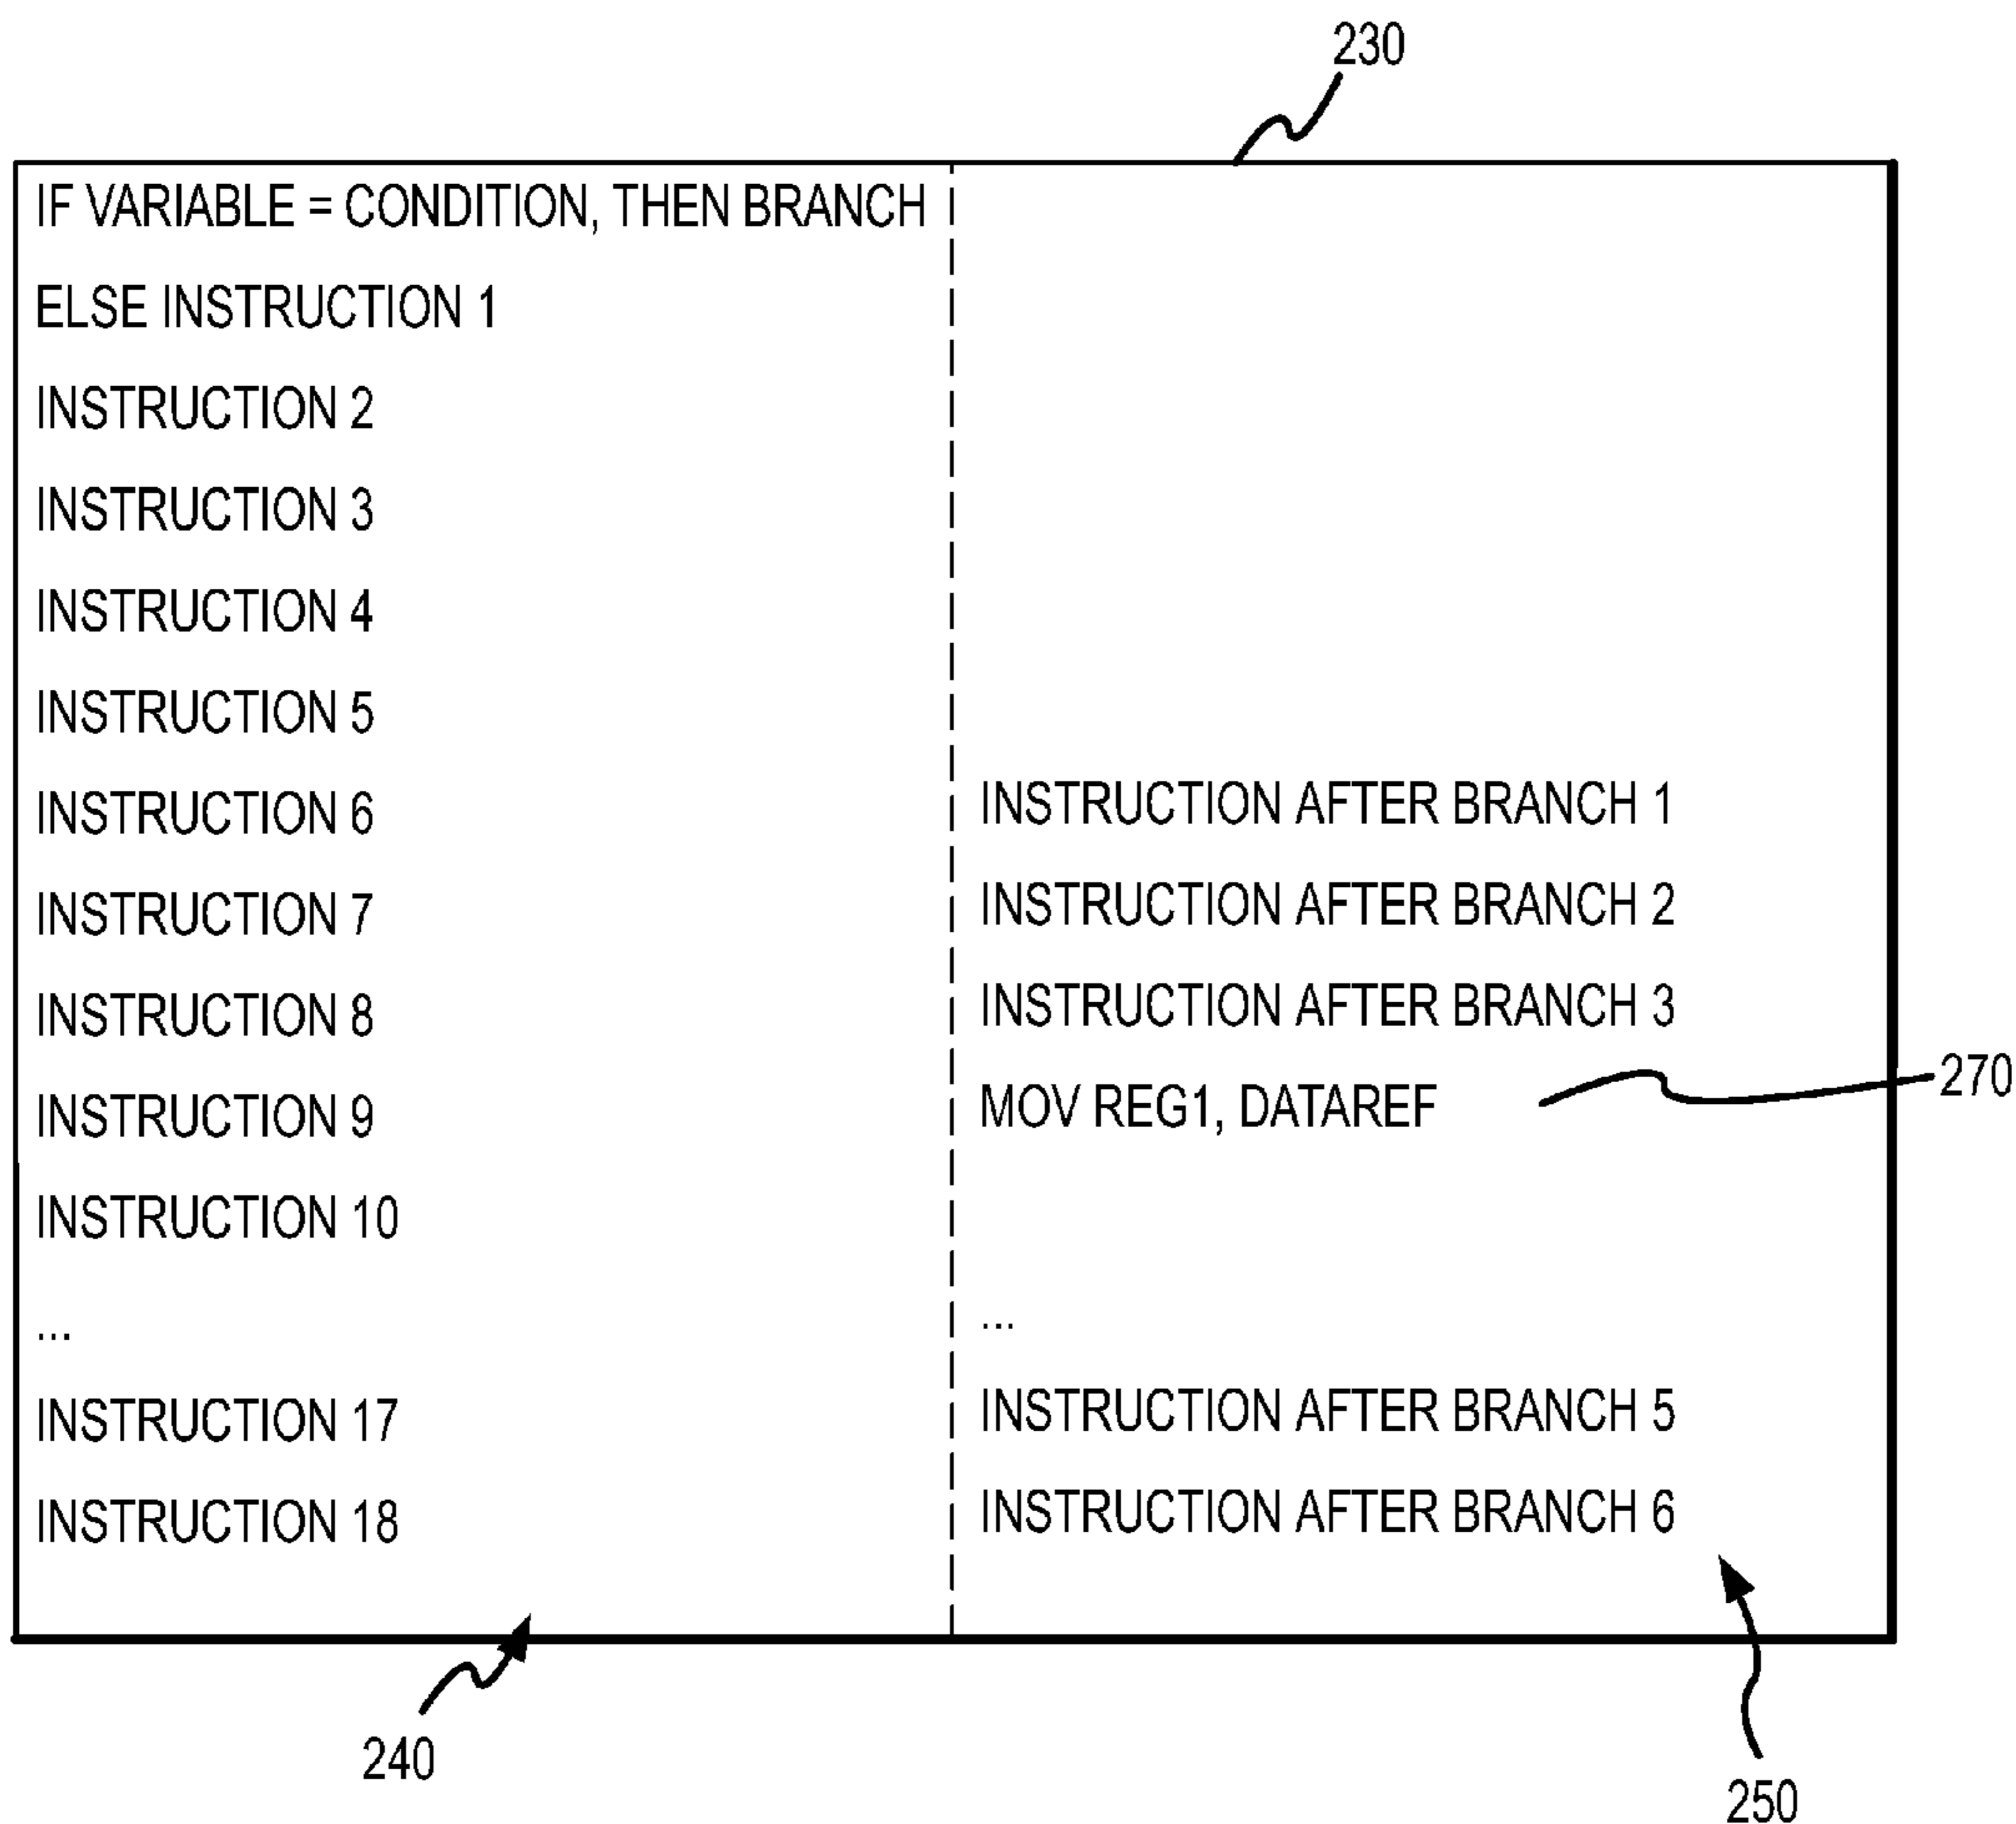 230
IF VARIABLE = CONDITION, THEN BRANCH
ELSE INSTRUCTION 1
INSTRUCTION 2
INSTRUCTION 3
INSTRUCTION 4
INSTRUCTION 5
INSTRUCTION 6
INSTRUCTION 7
INSTRUCTION 8
INSTRUCTION 9
INSTRUCTION 10
...
INSTRUCTION 17
INSTRUCTION 18
INSTRUCTION AFTER BRANCH 1
INSTRUCTION AFTER BRANCH 2
INSTRUCTION AFTER BRANCH 3
MOV REG1, DATAREF
...
INSTRUCTION AFTER BRANCH 5
INSTRUCTION AFTER BRANCH 6
270
240
250